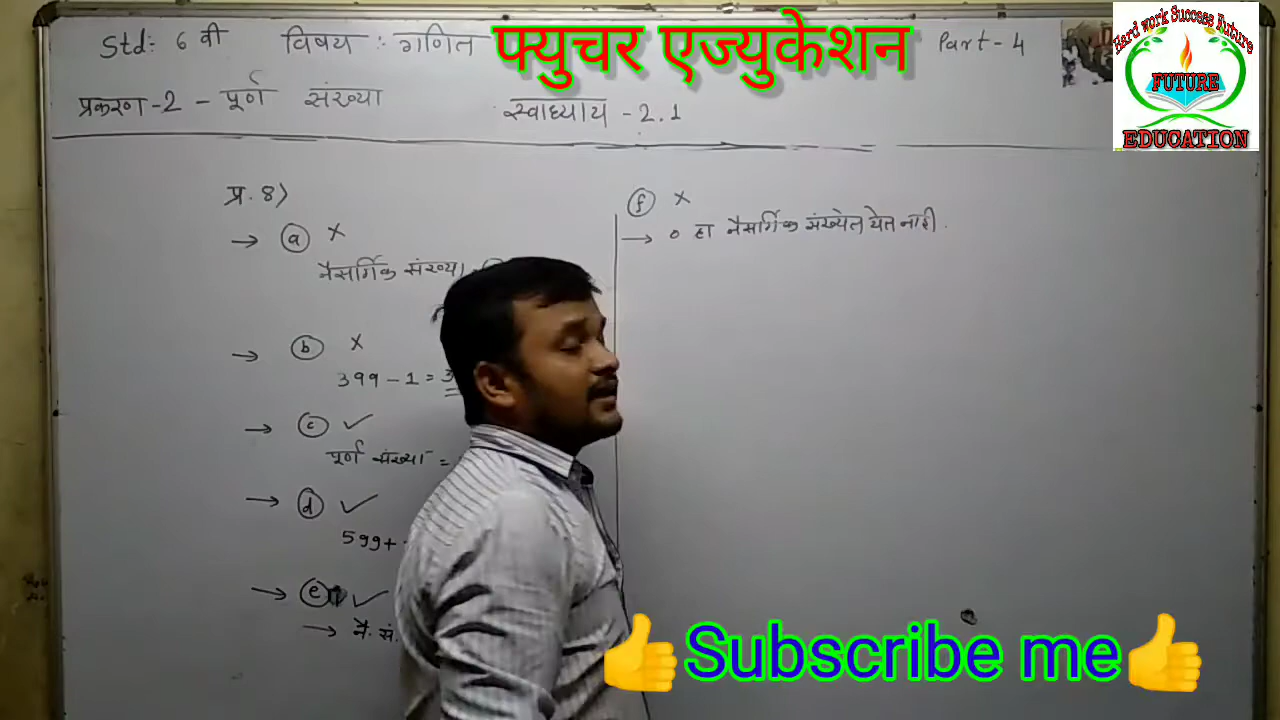 Std: 6 वी विषय : गणित फ्युचर एज्युकेशन Part - 4
Hard work Success Future
FUTURE
EDUCATION
प्रकरण - 2 - पूर्ण संख्या स्वाध्याय - 2.1
प्र. 8)
→ (a) ×
नैसर्गिक संख्या
→ (b) ×
399 - 1 =
→ (c) ✓
पूर्ण संख्या =
→ (d) ✓
599 +
→ (e) ✓
→ नै. सं.
(f) ×
→ 0 हा नैसर्गिक संख्येत येत नाही.
👍Subscribe me👍